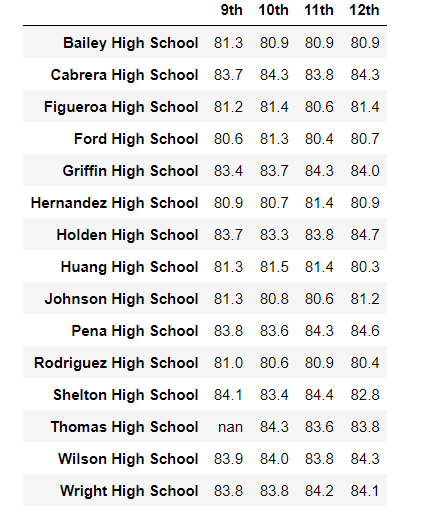 9th 10th 11th 12th
Bailey High School 81.3 80.9 80.9 80.9
Cabrera High School 83.7 84.3 83.8 84.3
Figueroa High School 81.2 81.4 80.6 81.4
Ford High School 80.6 81.3 80.4 80.7
Griffin High School 83.4 83.7 84.3 84.0
Hernandez High School 80.9 80.7 81.4 80.9
Holden High School 83.7 83.3 83.8 84.7
Huang High School 81.3 81.5 81.4 80.3
Johnson High School 81.3 80.8 80.6 81.2
Pena High School 83.8 83.6 84.3 84.6
Rodriguez High School 81.0 80.6 80.9 80.4
Shelton High School 84.1 83.4 84.4 82.8
Thomas High School nan 84.3 83.6 83.8
Wilson High School 83.9 84.0 83.8 84.3
Wright High School 83.8 83.8 84.2 84.1